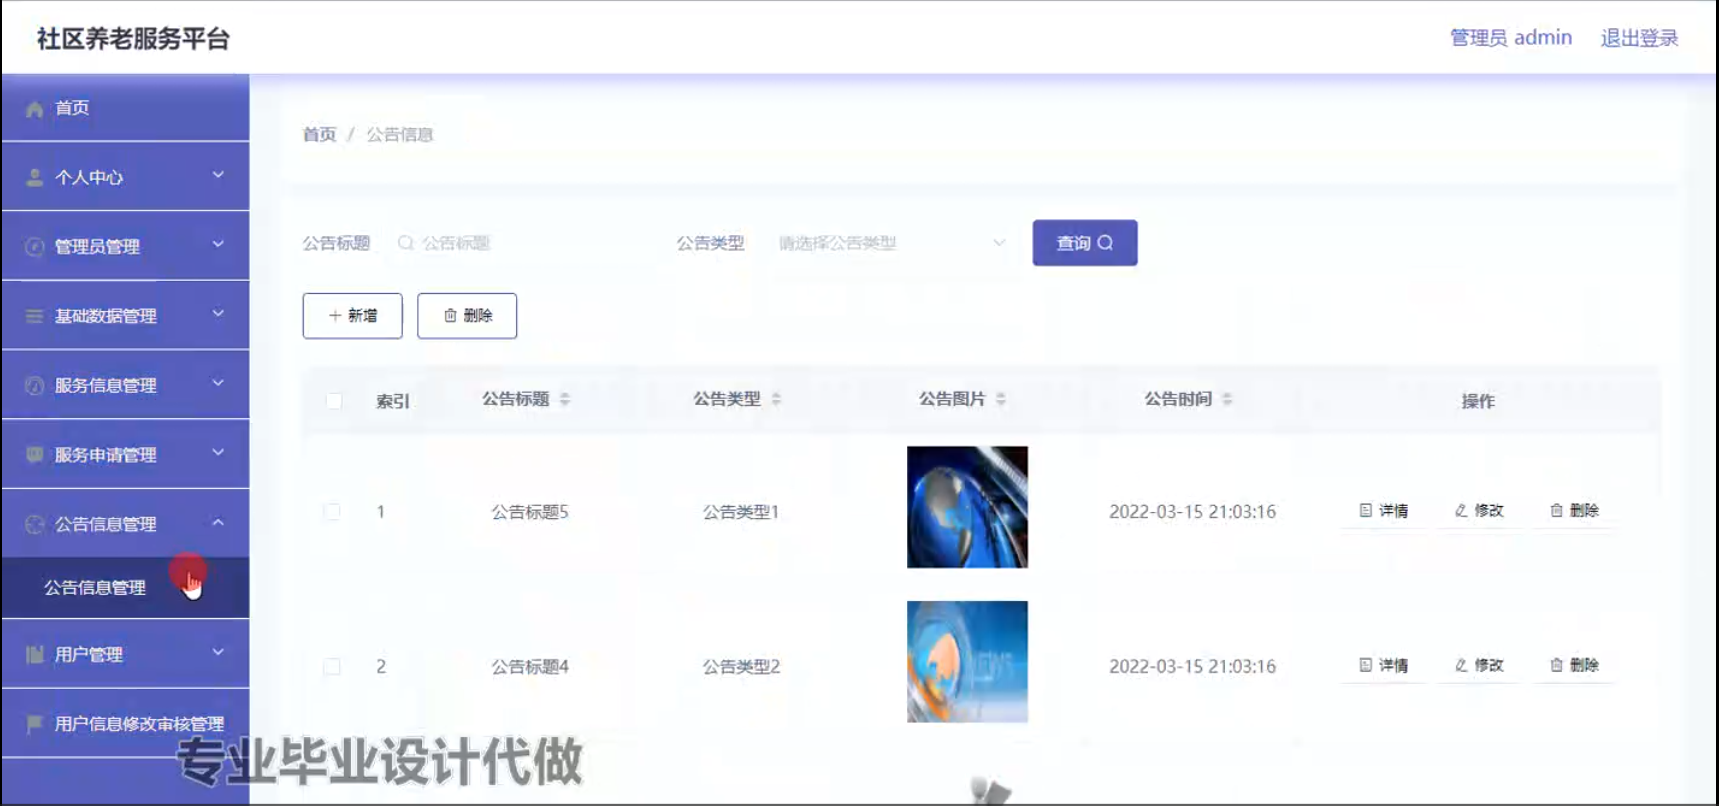 社区养老服务平台
管理员 admin 退出登录
首页
个人中心
管理员管理
基础数据管理
服务信息管理
服务申请管理
公告信息管理
公告信息管理
用户管理
用户信息修改审核管理
首页 / 公告信息
公告标题 公告标题 公告类型 请选择公告类型 查询
新增 删除
索引 公告标题 公告类型 公告图片 公告时间 操作
1 公告标题5 公告类型1 2022-03-15 21:03:16 详情 修改 删除
2 公告标题4 公告类型2 2022-03-15 21:03:16 详情 修改 删除
专业毕业设计代做